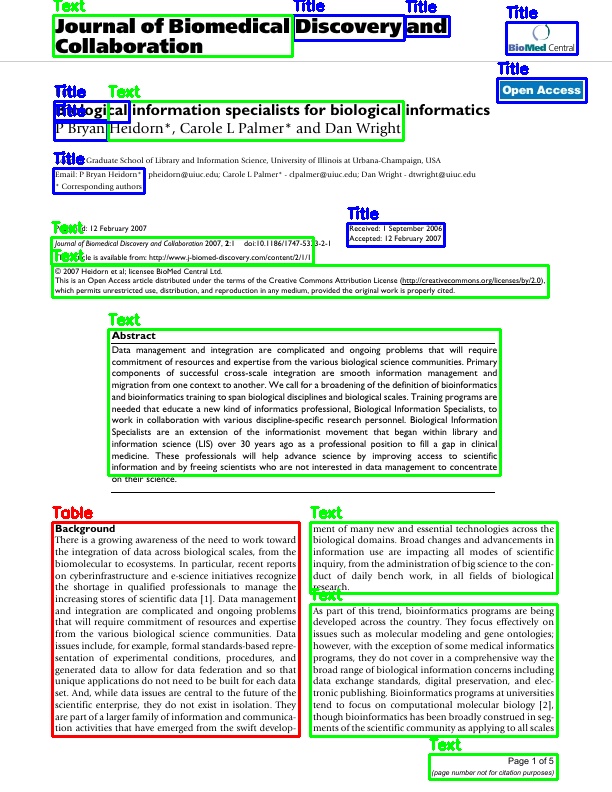 Text
Title
Title
Title
Journal of Biomedical Discovery and
Collaboration
BioMed Central
Title
Open Access
Title
Text
Title
Biological information specialists for biological informatics
P Bryan Heidorn*, Carole L Palmer* and Dan Wright
Title
Graduate School of Library and Information Science, University of Illinois at Urbana-Champaign, USA
Email: P Bryan Heidorn* pheidorn@uiuc.edu; Carole L Palmer* - clpalmer@uiuc.edu; Dan Wright - dtwright@uiuc.edu
* Corresponding authors
Title
Text
12 February 2007
Received: 1 September 2006
Accepted: 12 February 2007
Journal of Biomedical Discovery and Collaboration 2007, 2:1 doi:10.1186/1747-5333-2-1
Text
article is available from: http://www.j-biomed-discovery.com/content/2/1/1
© 2007 Heidorn et al; licensee BioMed Central Ltd.
This is an Open Access article distributed under the terms of the Creative Commons Attribution License (http://creativecommons.org/licenses/by/2.0),
which permits unrestricted use, distribution, and reproduction in any medium, provided the original work is properly cited.
Text
Abstract
Data management and integration are complicated and ongoing problems that will require
commitment of resources and expertise from the various biological science communities. Primary
components of successful cross-scale integration are smooth information management and
migration from one context to another. We call for a broadening of the definition of bioinformatics
and bioinformatics training to span biological disciplines and biological scales. Training programs are
needed that educate a new kind of informatics professional, Biological Information Specialists, to
work in collaboration with various discipline-specific research personnel. Biological Information
Specialists are an extension of the informationist movement that began within library and
information science (LIS) over 30 years ago as a professional position to fill a gap in clinical
medicine. These professionals will help advance science by improving access to scientific
information and by freeing scientists who are not interested in data management to concentrate
on their science.
Table
Background
There is a growing awareness of the need to work toward
the integration of data across biological scales, from the
biomolecular to ecosystems. In particular, recent reports
on cyberinfrastructure and e-science initiatives recognize
the shortage in qualified professionals to manage the
increasing stores of scientific data [1]. Data management
and integration are complicated and ongoing problems
that will require commitment of resources and expertise
from the various biological science communities. Data
issues include, for example, formal standards-based repre-
sentation of experimental conditions, procedures, and
generated data to allow for data federation and so that
unique applications do not need to be built for each data
set. And, while data issues are central to the future of the
scientific enterprise, they do not exist in isolation. They
are part of a larger family of information and communica-
tion activities that have emerged from the swift develop-
Text
ment of many new and essential technologies across the
biological domains. Broad changes and advancements in
information use are impacting all modes of scientific
inquiry, from the administration of big science to the con-
duct of daily bench work, in all fields of biological
research.
Text
As part of this trend, bioinformatics programs are being
developed across the country. They focus effectively on
issues such as molecular modeling and gene ontologies;
however, with the exception of some medical informatics
programs, they do not cover in a comprehensive way the
broad range of biological information concerns including
data exchange standards, digital preservation, and elec-
tronic publishing. Bioinformatics programs at universities
tend to focus on computational molecular biology [2],
though bioinformatics has been broadly construed in seg-
ments of the scientific community as applying to all scales
Text
Page 1 of 5
(page number not for citation purposes)